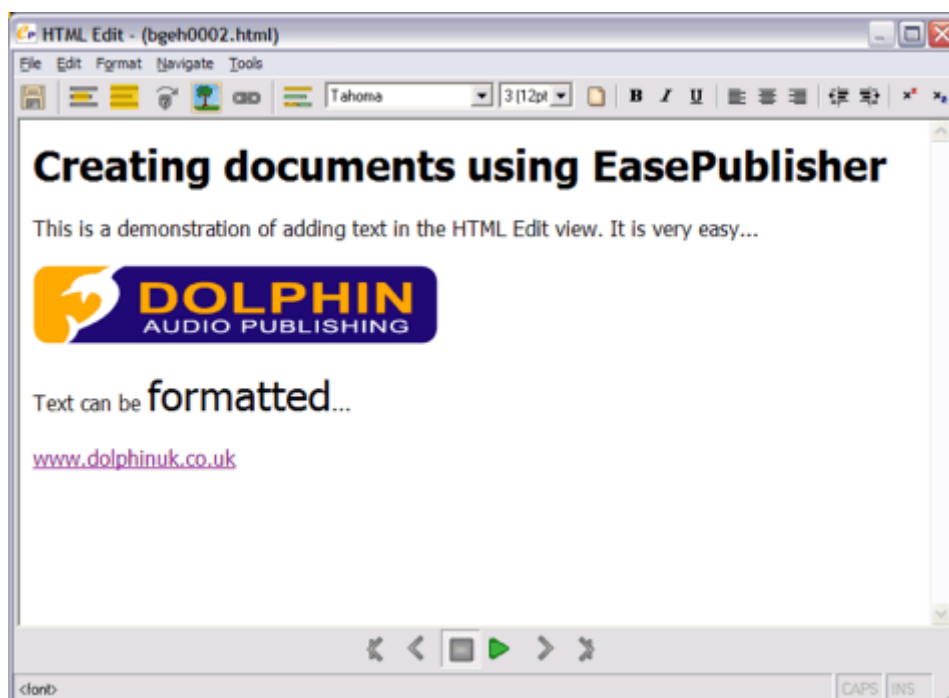 HTML Edit - (bgeh0002.html)
File Edit Format Navigate Tools
Tahoma 3 (12pt B I U
Creating documents using EasePublisher
This is a demonstration of adding text in the HTML Edit view. It is very easy...
DOLPHIN
AUDIO PUBLISHING
Text can be formatted...
www.dolphinuk.co.uk
<font> CAPS INS